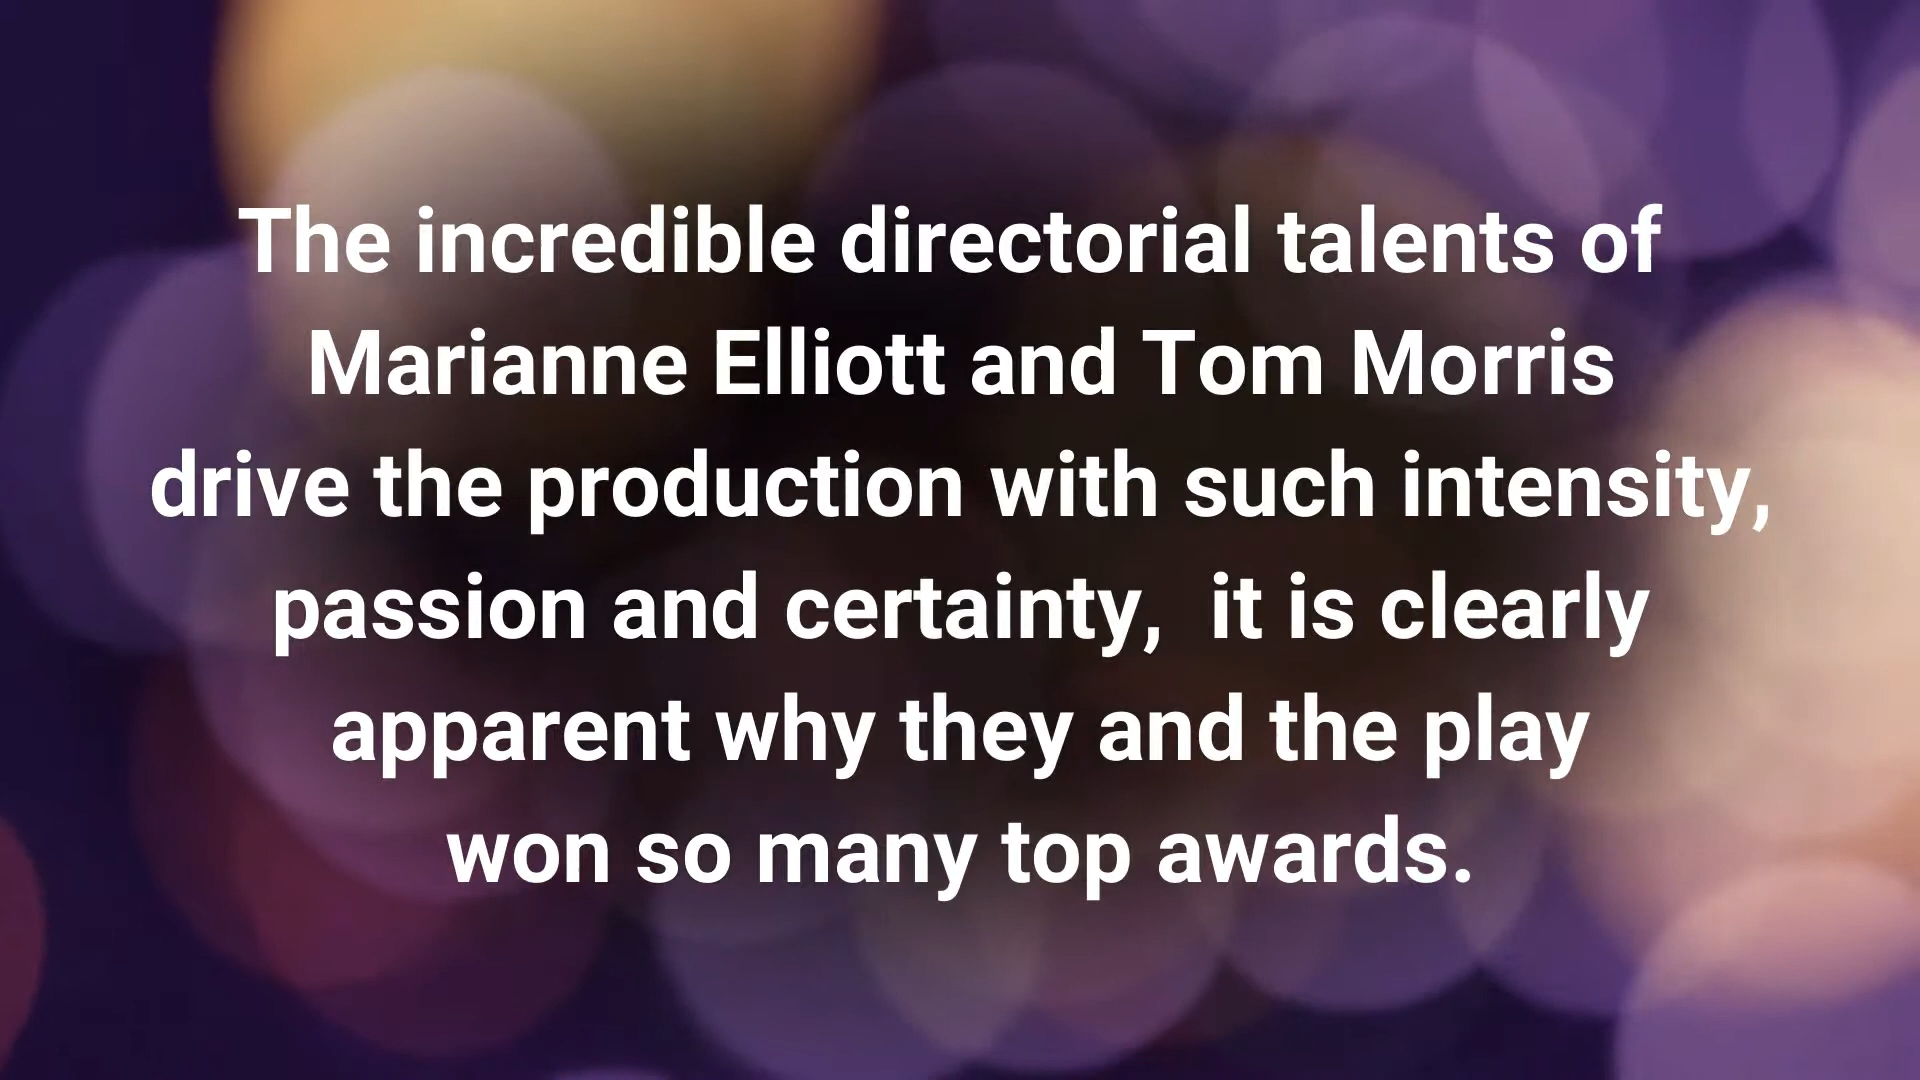 The incredible directorial talents of
Marianne Elliott and Tom Morris
drive the production with such intensity,
passion and certainty,  it is clearly
apparent why they and the play
won so many top awards.